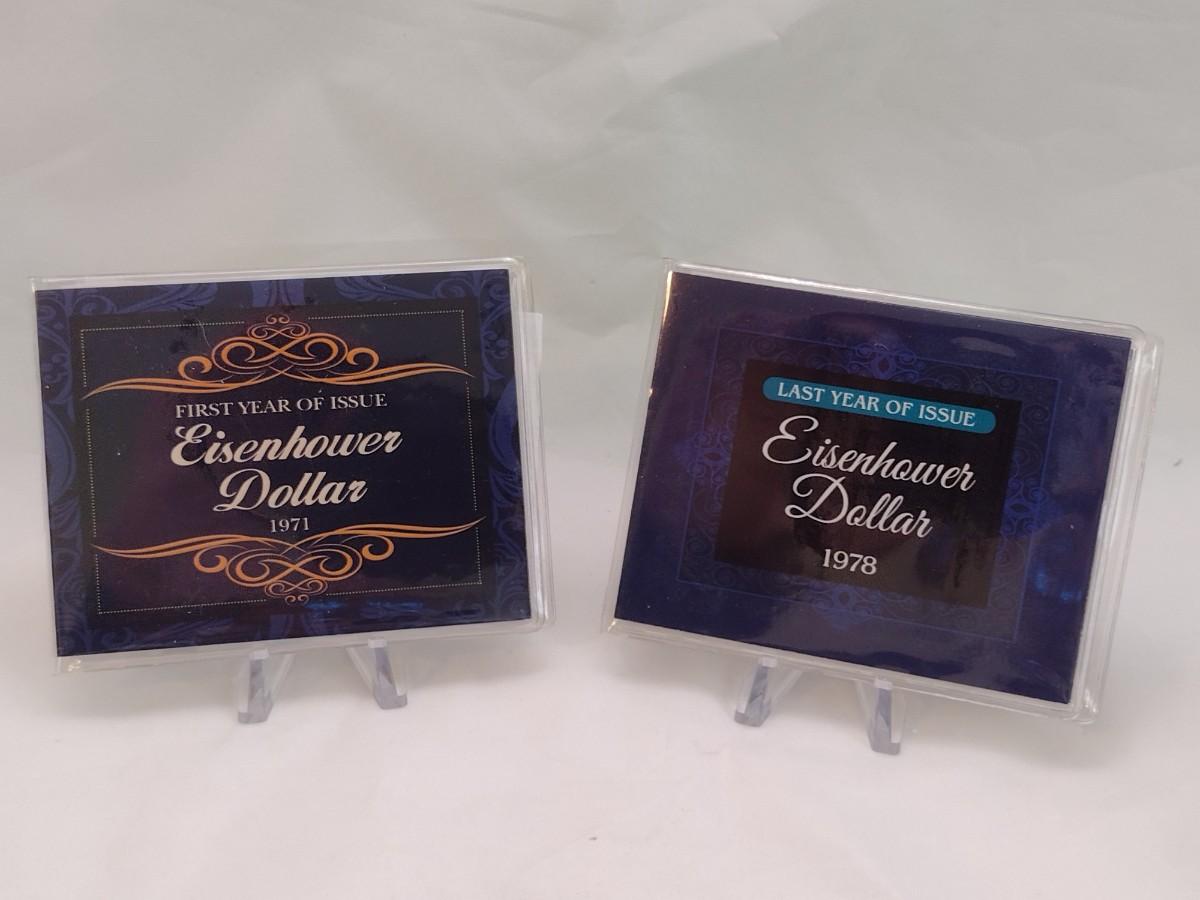 FIRST YEAR OF ISSUE
Eisenhower
Dollar
1971
LAST YEAR OF ISSUE
Eisenhower
Dollar
1978